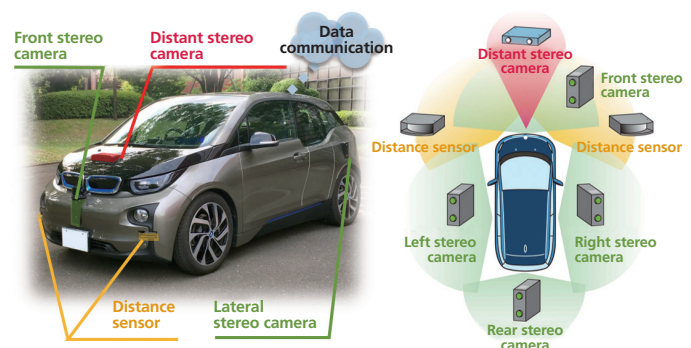 Front stereo
camera
Distant stereo
camera
Data
communication
Distance
sensor
Lateral
stereo camera
Distant stereo
camera
Front stereo
camera
Distance sensor
Distance sensor
Left stereo
camera
Right stereo
camera
Rear stereo
camera